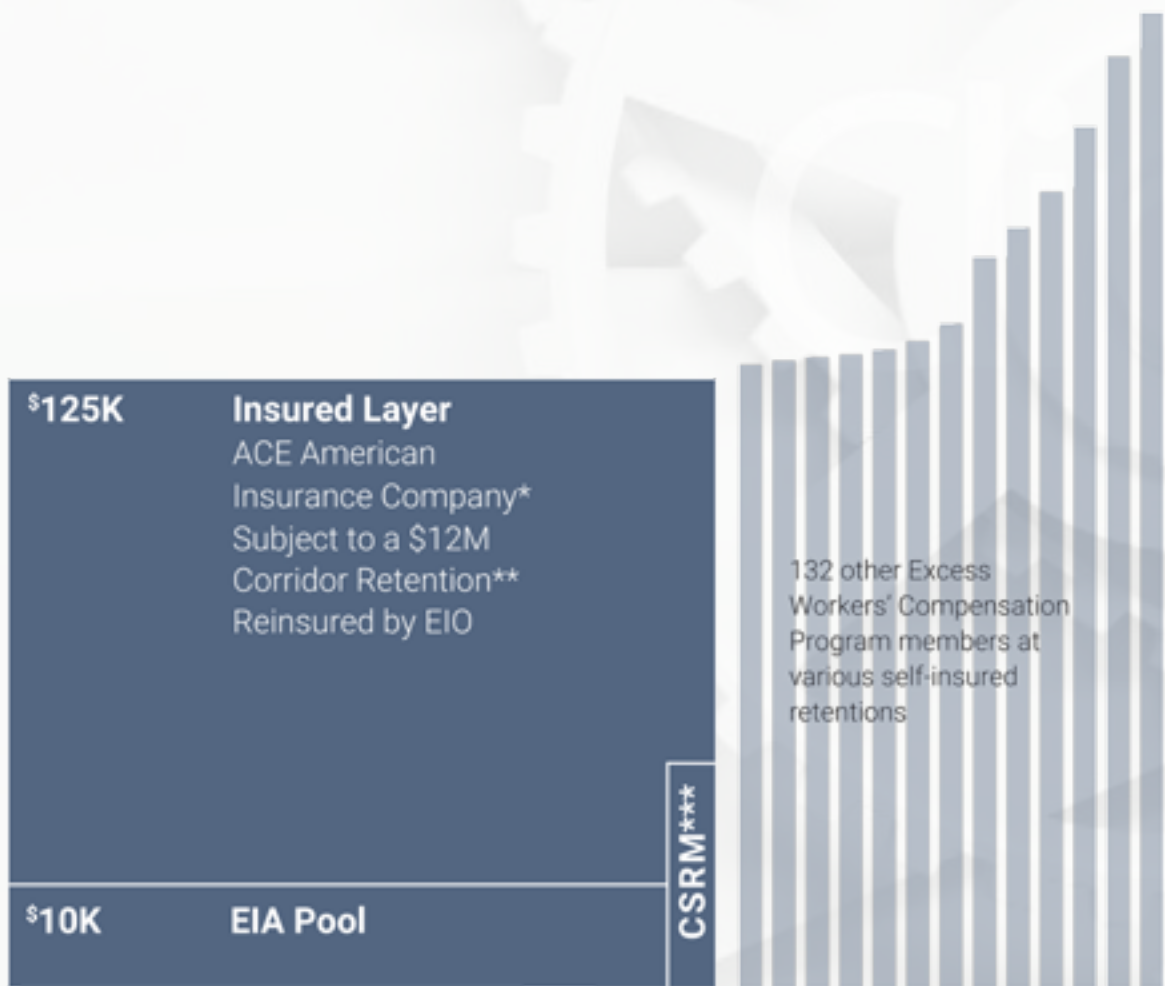 $125K
Insured Layer
ACE American
Insurance Company*
Subject to a $12M
Corridor Retention**
Reinsured by EIO
132 other Excess
Workers’ Compensation
Program members at
various self-insured
retentions
CSRM***
$10K
EIA Pool